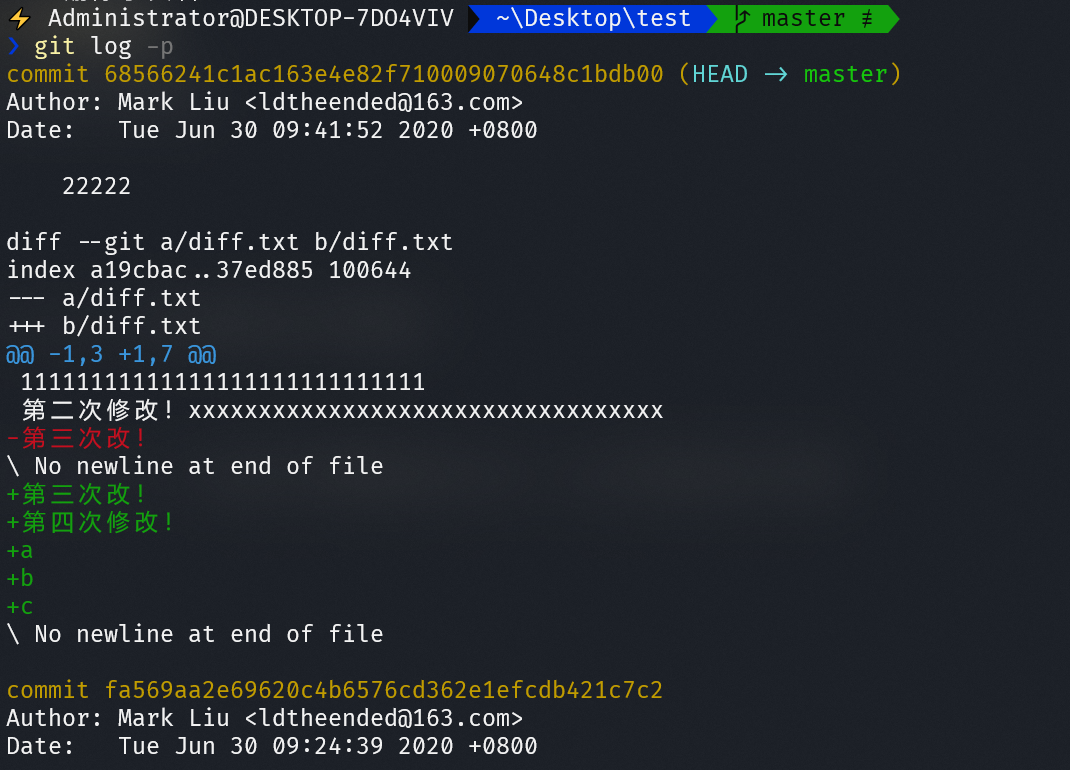 ⚡ Administrator@DESKTOP-7DO4VIV ~\Desktop\test master ≢
❯ git log -p
commit 68566241c1ac163e4e82f710009070648c1bdb00 (HEAD -> master)
Author: Mark Liu <ldtheended@163.com>
Date:   Tue Jun 30 09:41:52 2020 +0800
    22222
diff --git a/diff.txt b/diff.txt
index a19cbac..37ed885 100644
--- a/diff.txt
+++ b/diff.txt
@@ -1,3 +1,7 @@
 11111111111111111111111111111
 第二次修改！xxxxxxxxxxxxxxxxxxxxxxxxxxxxxxxxxx
-第三次改！
\ No newline at end of file
+第三次改！
+第四次修改！
+a
+b
+c
\ No newline at end of file
commit fa569aa2e69620c4b6576cd362e1efcdb421c7c2
Author: Mark Liu <ldtheended@163.com>
Date:   Tue Jun 30 09:24:39 2020 +0800